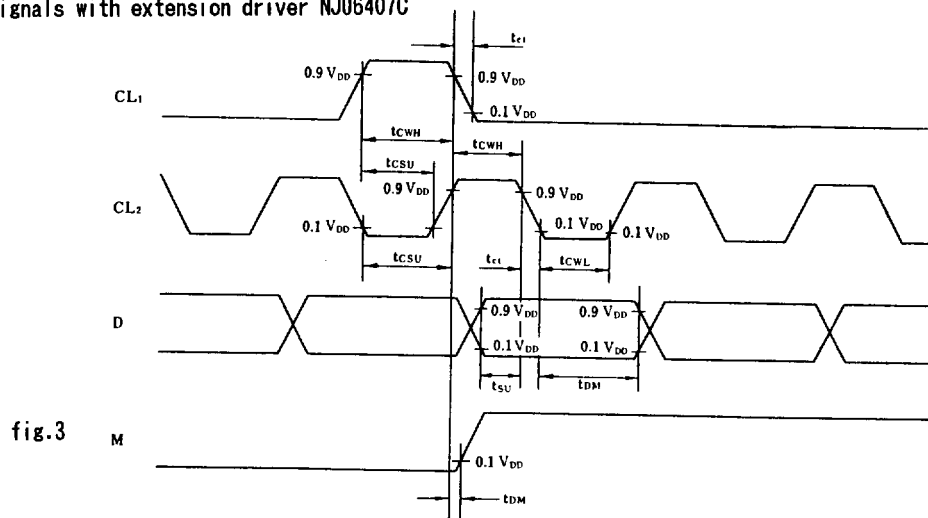 ignals with extension driver NJU6407C
tct
0.9 VDD
0.9 VDD
CL1
0.1 VDD
tCWH
tCWH
tCSU
0.9 VDD
0.9 VDD
CL2
0.1 VDD
0.1 VDD
0.1 VDD
tCSU
tct
tCWL
0.9 VDD
0.9 VDD
D
0.1 VDD
0.1 VDD
tSU
tDM
fig.3
M
0.1 VDD
tDM